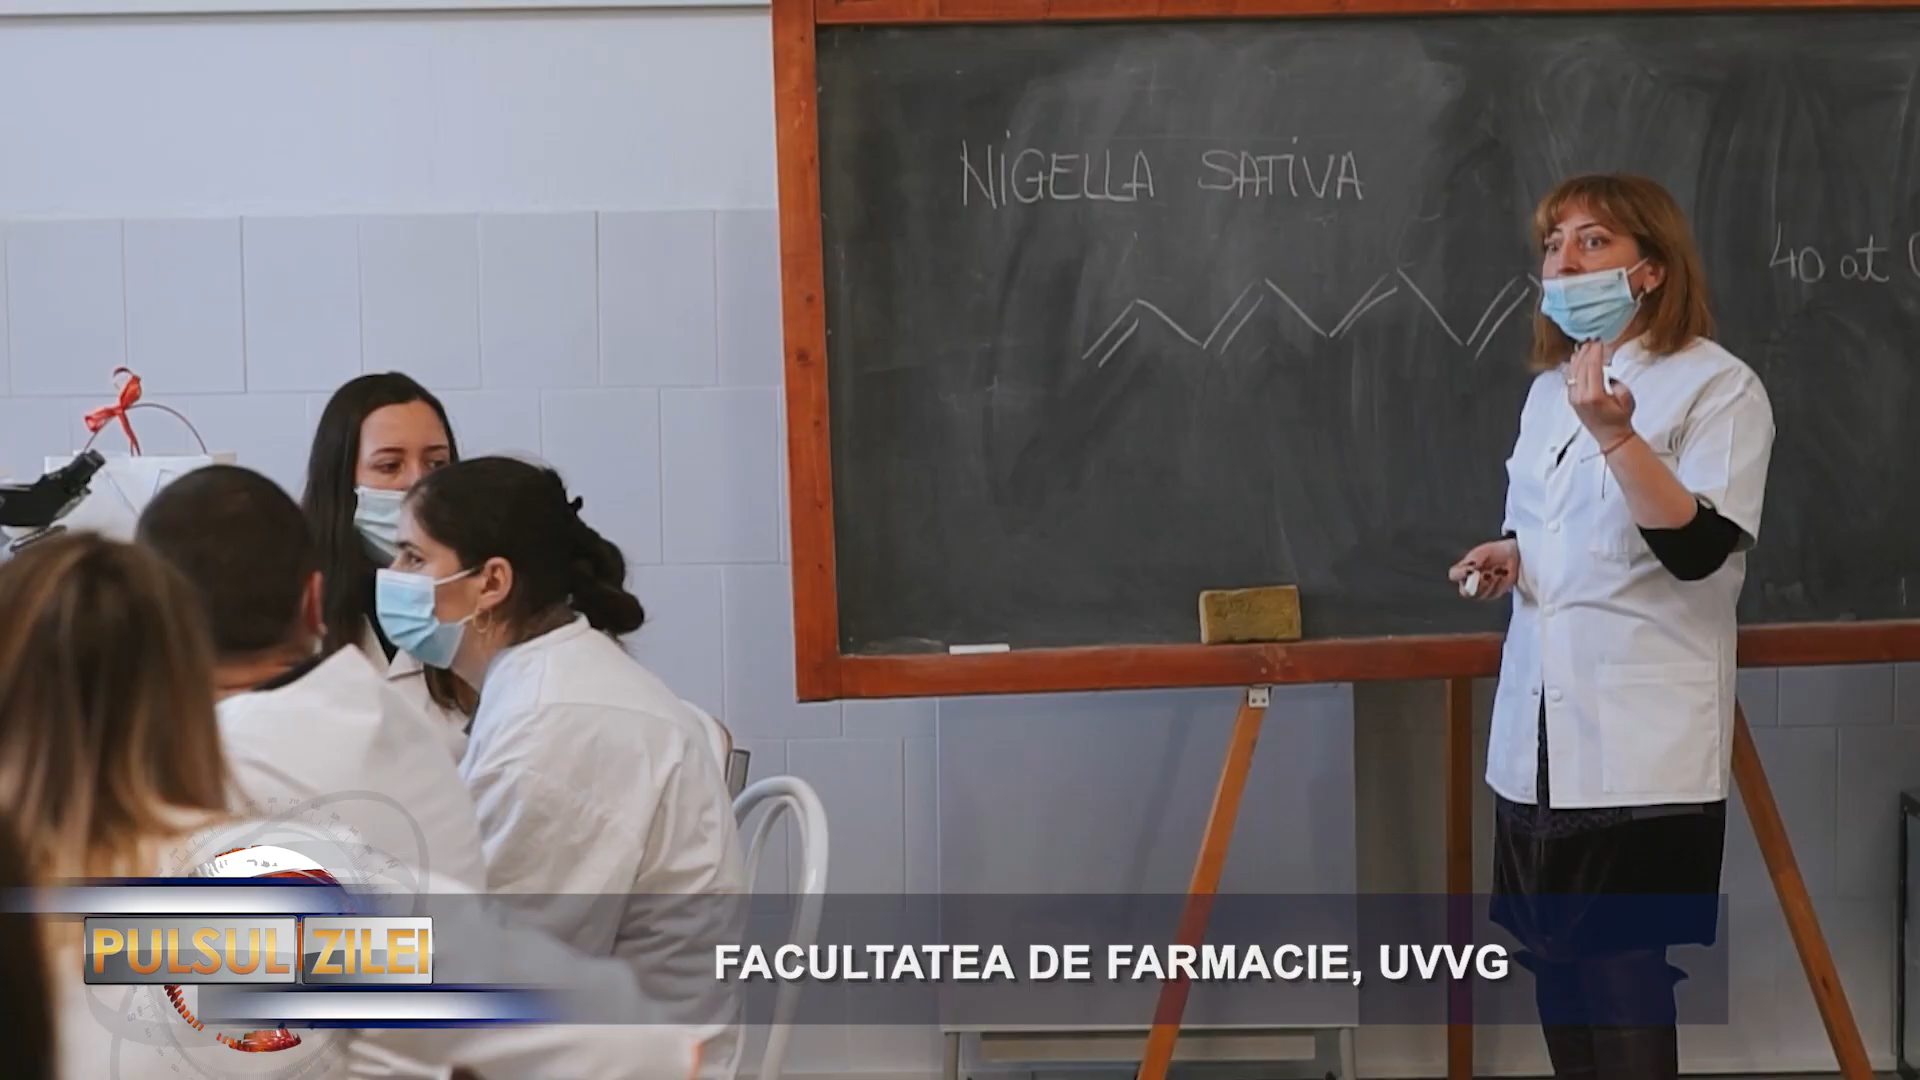 NIGELLA SATIVA
40 at
PULSUL ZILEI
FACULTATEA DE FARMACIE, UVVG